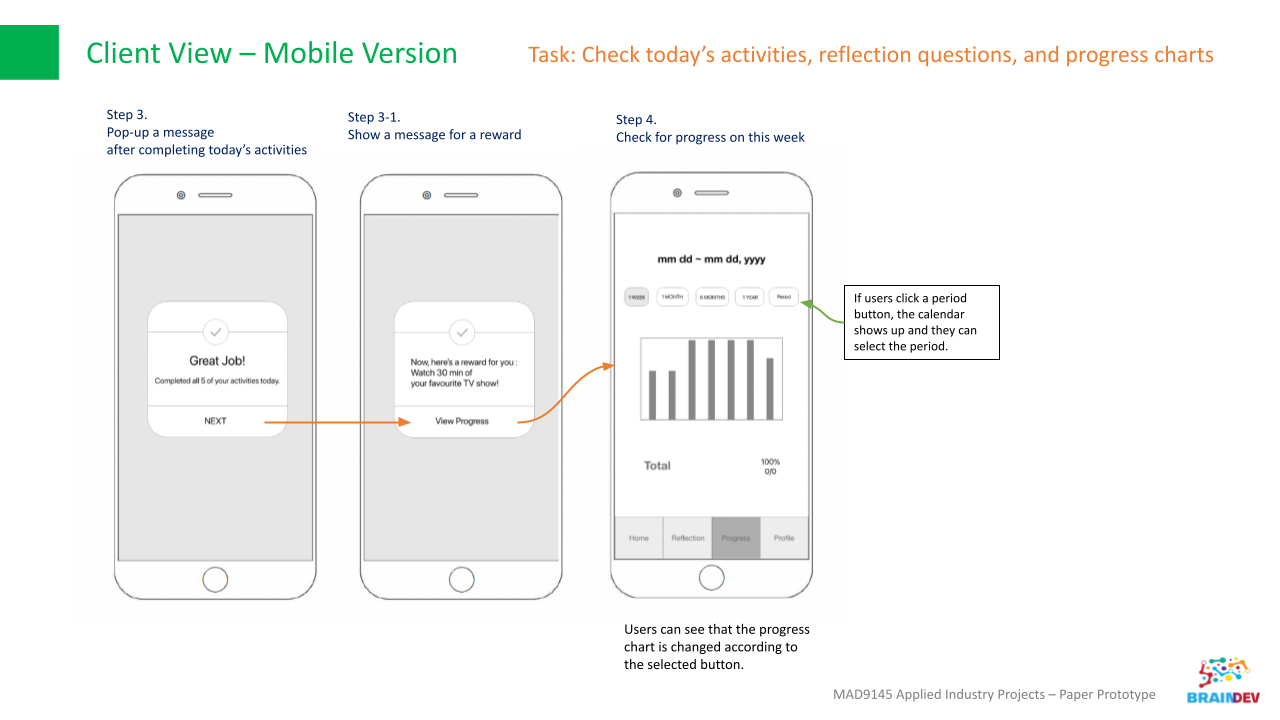 Client View – Mobile Version
Task: Check today's activities, reflection questions, and progress charts
Step 3.
Pop-up a message
after completing today's activities
Step 3-1.
Show a message for a reward
Step 4.
Check for progress on this week
Great Job!
Completed all 5 of your activities today.
NEXT
Now, here's a reward for you :
Watch 30 min of
your favourite TV show!
View Progress
mm dd ~ mm dd, yyyy
1 WEEK 1 MONTH 6 MONTHS 1 YEAR Period
Total
100%
0/0
Home Reflection Progress Profile
If users click a period
button, the calendar
shows up and they can
select the period.
Users can see that the progress
chart is changed according to
the selected button.
MAD9145 Applied Industry Projects – Paper Prototype
BRAINDEV